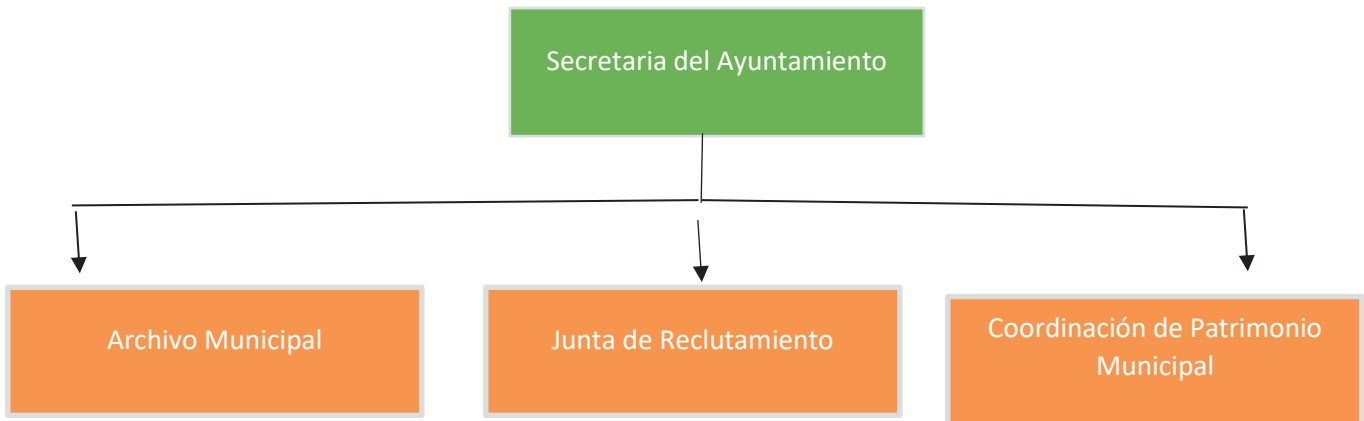 Secretaria del Ayuntamiento
Archivo Municipal
Junta de Reclutamiento
Coordinación de Patrimonio
Municipal